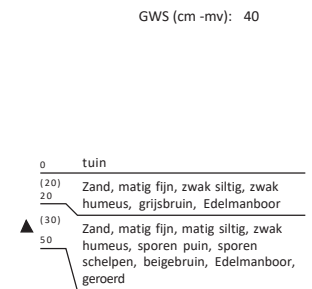 GWS (cm -mv): 40
0 tuin
(20)
20
Zand, matig fijn, zwak siltig, zwak
humeus, grijsbruin, Edelmanboor
(30)
50
Zand, matig fijn, matig siltig, zwak
humeus, sporen puin, sporen
schelpen, beigebruin, Edelmanboor,
geroerd